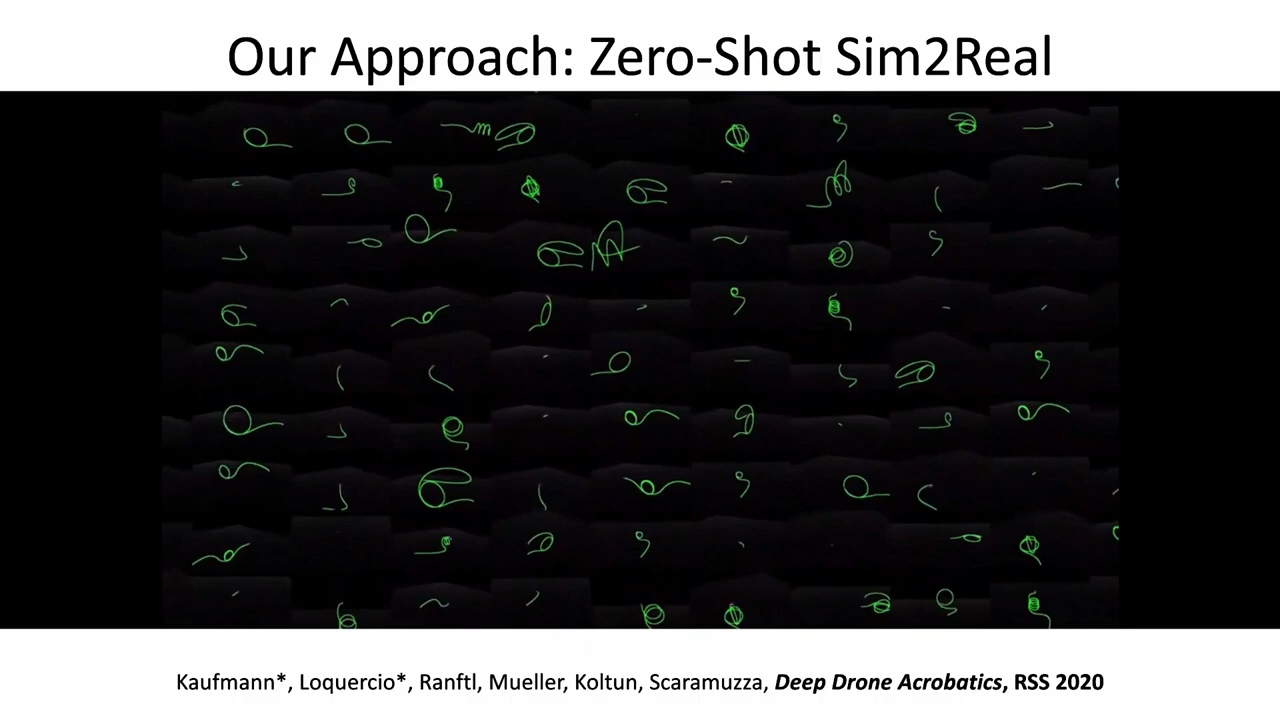 Our Approach: Zero-Shot Sim2Real
Kaufmann*, Loquercio*, Ranftl, Mueller, Koltun, Scaramuzza, Deep Drone Acrobatics, RSS 2020